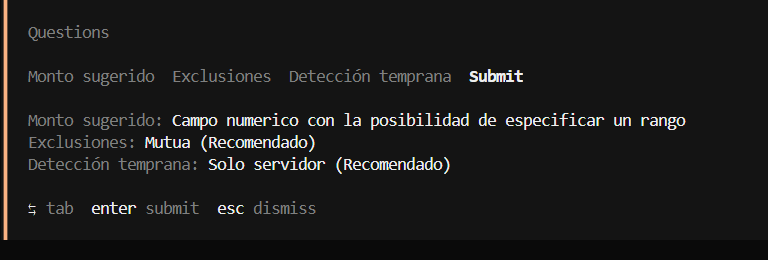 Questions
Monto sugerido  Exclusiones  Detección temprana  Submit
Monto sugerido: Campo numerico con la posibilidad de especificar un rango
Exclusiones: Mutua (Recomendado)
Detección temprana: Solo servidor (Recomendado)
⇆ tab  enter submit  esc dismiss